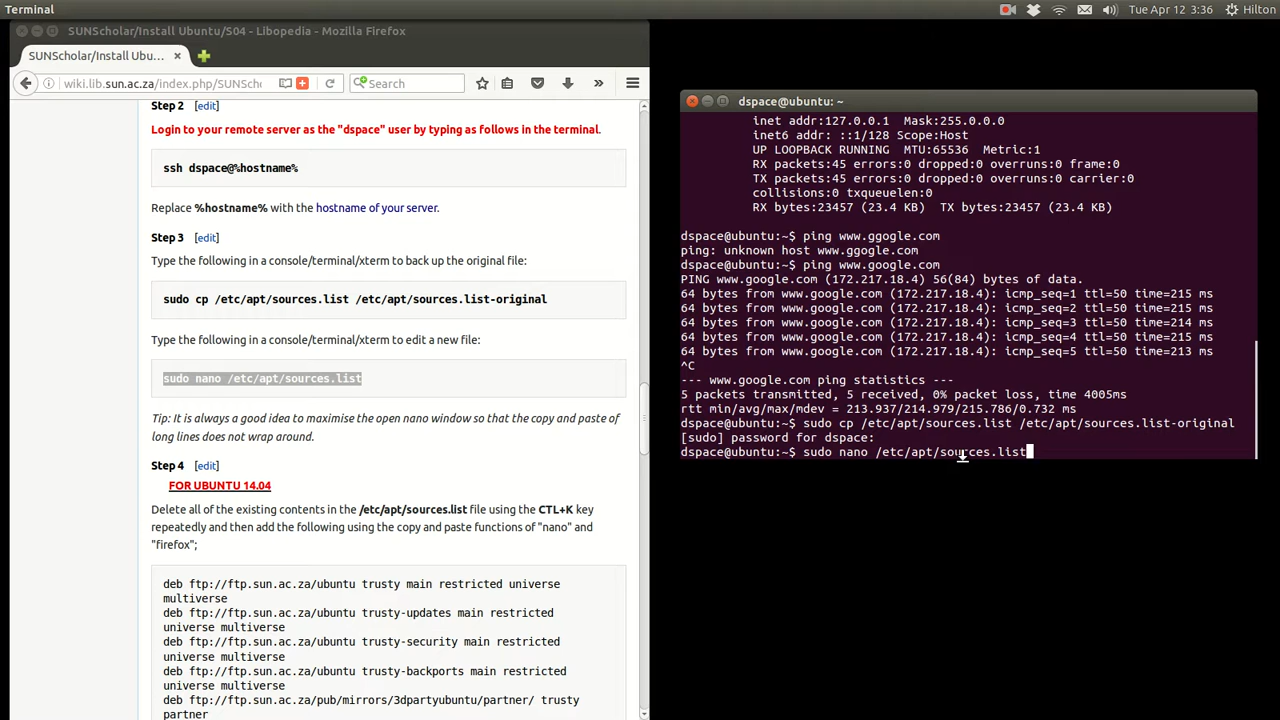 Terminal
Tue Apr 12 3:36
Hilton
SUNScholar/Install Ubuntu/S04 - Libopedia - Mozilla Firefox
SUNScholar/Install Ubu...
wiki.lib.sun.ac.za/index.php/SUNSch
Search
Step 2 [edit]
Login to your remote server as the "dspace" user by typing as follows in the terminal.
ssh dspace@%hostname%
Replace %hostname% with the hostname of your server.
Step 3 [edit]
Type the following in a console/terminal/xterm to back up the original file:
sudo cp /etc/apt/sources.list /etc/apt/sources.list-original
Type the following in a console/terminal/xterm to edit a new file:
sudo nano /etc/apt/sources.list
Tip: It is always a good idea to maximise the open nano window so that the copy and paste of
long lines does not wrap around.
Step 4 [edit]
FOR UBUNTU 14.04
Delete all of the existing contents in the /etc/apt/sources.list file using the CTL+K key
repeatedly and then add the following using the copy and paste functions of "nano" and
"firefox";
deb ftp://ftp.sun.ac.za/ubuntu trusty main restricted universe
multiverse
deb ftp://ftp.sun.ac.za/ubuntu trusty-updates main restricted
universe multiverse
deb ftp://ftp.sun.ac.za/ubuntu trusty-security main restricted
universe multiverse
deb ftp://ftp.sun.ac.za/ubuntu trusty-backports main restricted
universe multiverse
deb ftp://ftp.sun.ac.za/pub/mirrors/3dpartyubuntu/partner/ trusty
partner
dspace@ubuntu: ~
inet addr:127.0.0.1 Mask:255.0.0.0
inet6 addr: ::1/128 Scope:Host
UP LOOPBACK RUNNING MTU:65536 Metric:1
RX packets:45 errors:0 dropped:0 overruns:0 frame:0
TX packets:45 errors:0 dropped:0 overruns:0 carrier:0
collisions:0 txqueuelen:0
RX bytes:23457 (23.4 KB) TX bytes:23457 (23.4 KB)
dspace@ubuntu:~$ ping www.ggogle.com
ping: unknown host www.ggogle.com
dspace@ubuntu:~$ ping www.google.com
PING www.google.com (172.217.18.4) 56(84) bytes of data.
64 bytes from www.google.com (172.217.18.4): icmp_seq=1 ttl=50 time=215 ms
64 bytes from www.google.com (172.217.18.4): icmp_seq=2 ttl=50 time=215 ms
64 bytes from www.google.com (172.217.18.4): icmp_seq=3 ttl=50 time=214 ms
64 bytes from www.google.com (172.217.18.4): icmp_seq=4 ttl=50 time=215 ms
64 bytes from www.google.com (172.217.18.4): icmp_seq=5 ttl=50 time=213 ms
^C
--- www.google.com ping statistics ---
5 packets transmitted, 5 received, 0% packet loss, time 4005ms
rtt min/avg/max/mdev = 213.937/214.979/215.786/0.732 ms
dspace@ubuntu:~$ sudo cp /etc/apt/sources.list /etc/apt/sources.list-original
[sudo] password for dspace:
dspace@ubuntu:~$ sudo nano /etc/apt/sources.list